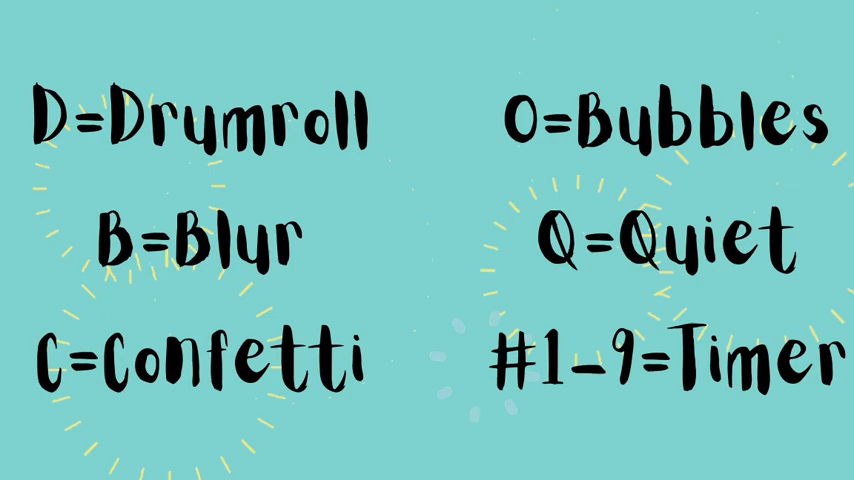 D=Drumroll
B=Blur
C=Confetti
O=Bubbles
Q=Quiet
#1-9=Timer